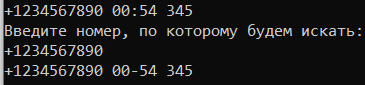 +1234567890 00:54 345
Введите номер, по которому будем искать:
+1234567890
+1234567890 00-54 345